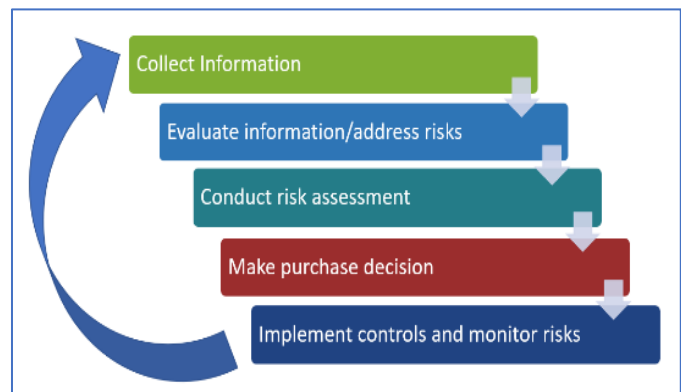 Collect Information
Evaluate information/address risks
Conduct risk assessment
Make purchase decision
Implement controls and monitor risks